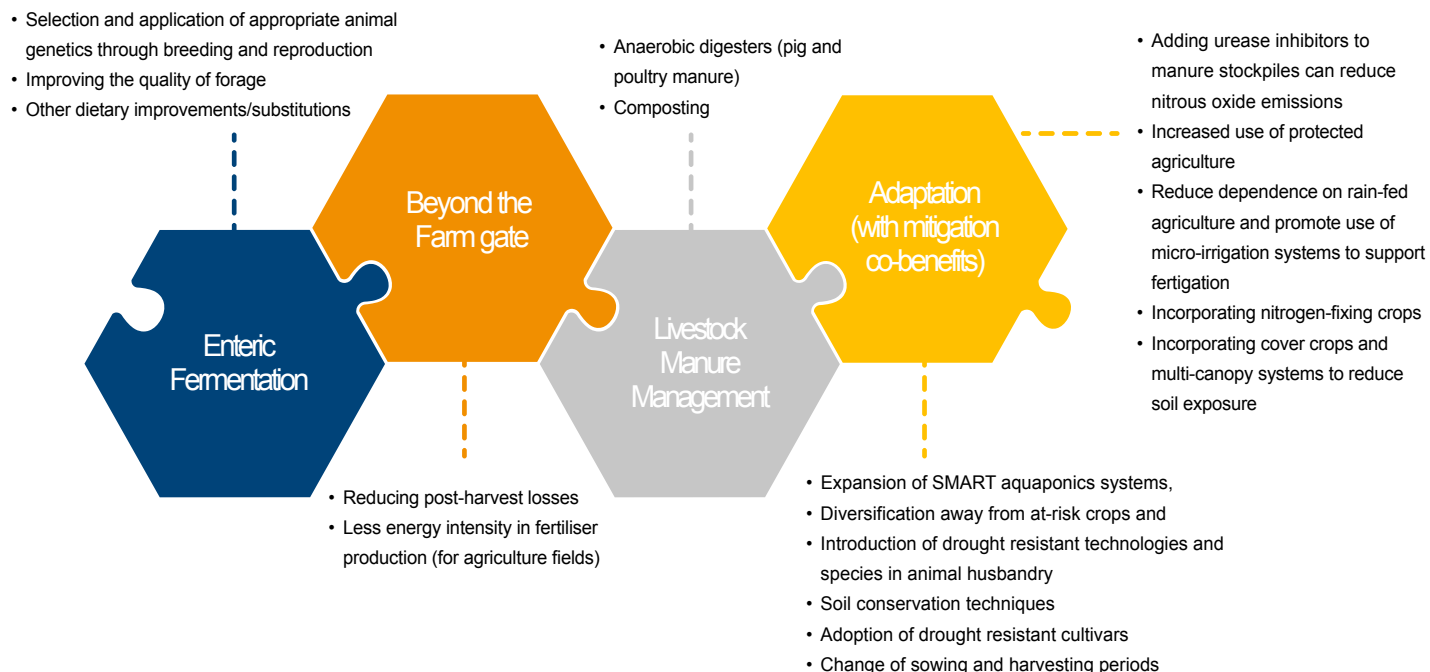 • Selection and application of appropriate animal
genetics through breeding and reproduction
• Improving the quality of forage
• Other dietary improvements/substitutions
Enteric
Fermentation
Beyond the
Farm gate
• Reducing post-harvest losses
• Less energy intensity in fertiliser
production (for agriculture fields)
• Anaerobic digesters (pig and
poultry manure)
• Composting
Livestock
Manure
Management
Adaptation
(with mitigation
co-benefits)
• Adding urease inhibitors to
manure stockpiles can reduce
nitrous oxide emissions
• Increased use of protected
agriculture
• Reduce dependence on rain-fed
agriculture and promote use of
micro-irrigation systems to support
fertigation
• Incorporating nitrogen-fixing crops
• Incorporating cover crops and
multi-canopy systems to reduce
soil exposure
• Expansion of SMART aquaponics systems,
• Diversification away from at-risk crops and
• Introduction of drought resistant technologies and
species in animal husbandry
• Soil conservation techniques
• Adoption of drought resistant cultivars
• Change of sowing and harvesting periods